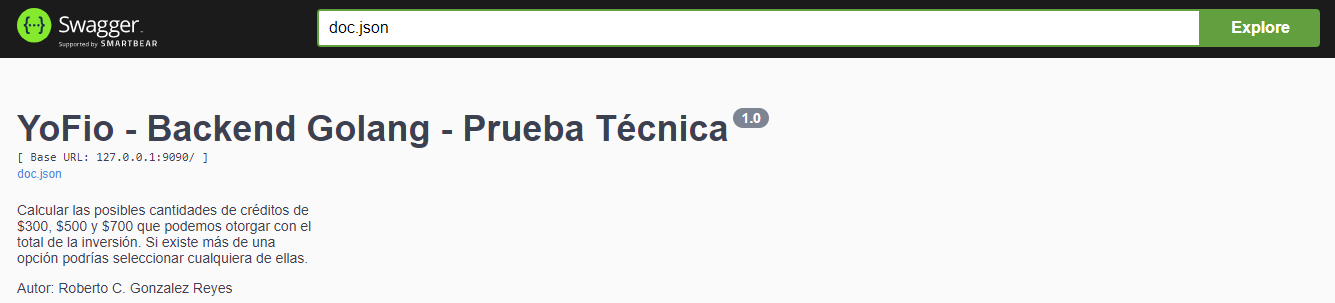 Swagger
Supported by SMARTBEAR
doc.json
Explore
YoFio - Backend Golang - Prueba Técnica 1.0
[ Base URL: 127.0.0.1:9090/ ]
doc.json
Calcular las posibles cantidades de créditos de
$300, $500 y $700 que podemos otorgar con el
total de la inversión. Si existe más de una
opción podrías seleccionar cualquiera de ellas.
Autor: Roberto C. Gonzalez Reyes